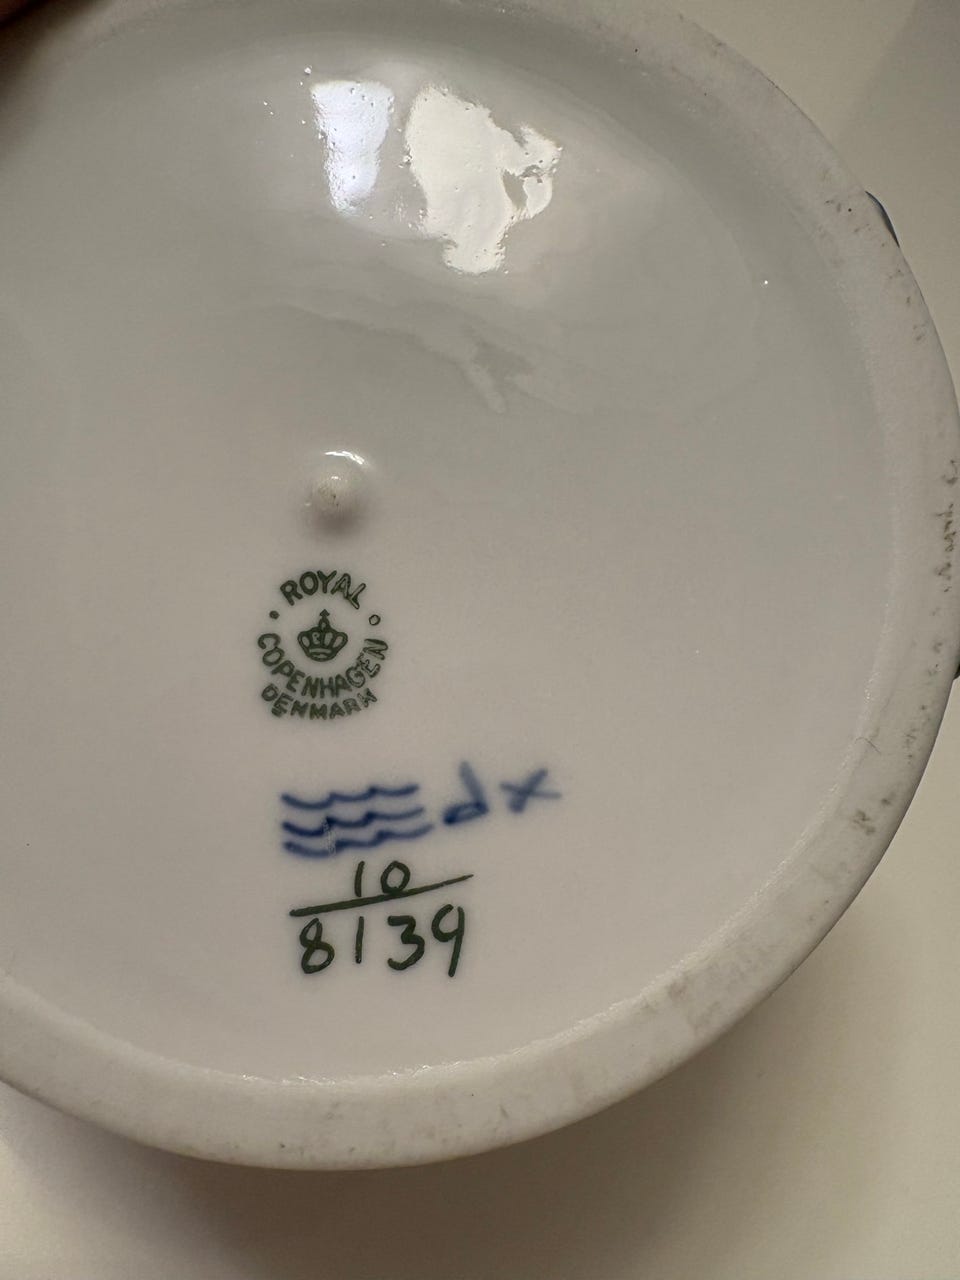 ROYAL
COPENHAGEN
DENMARK
dx
10
8139